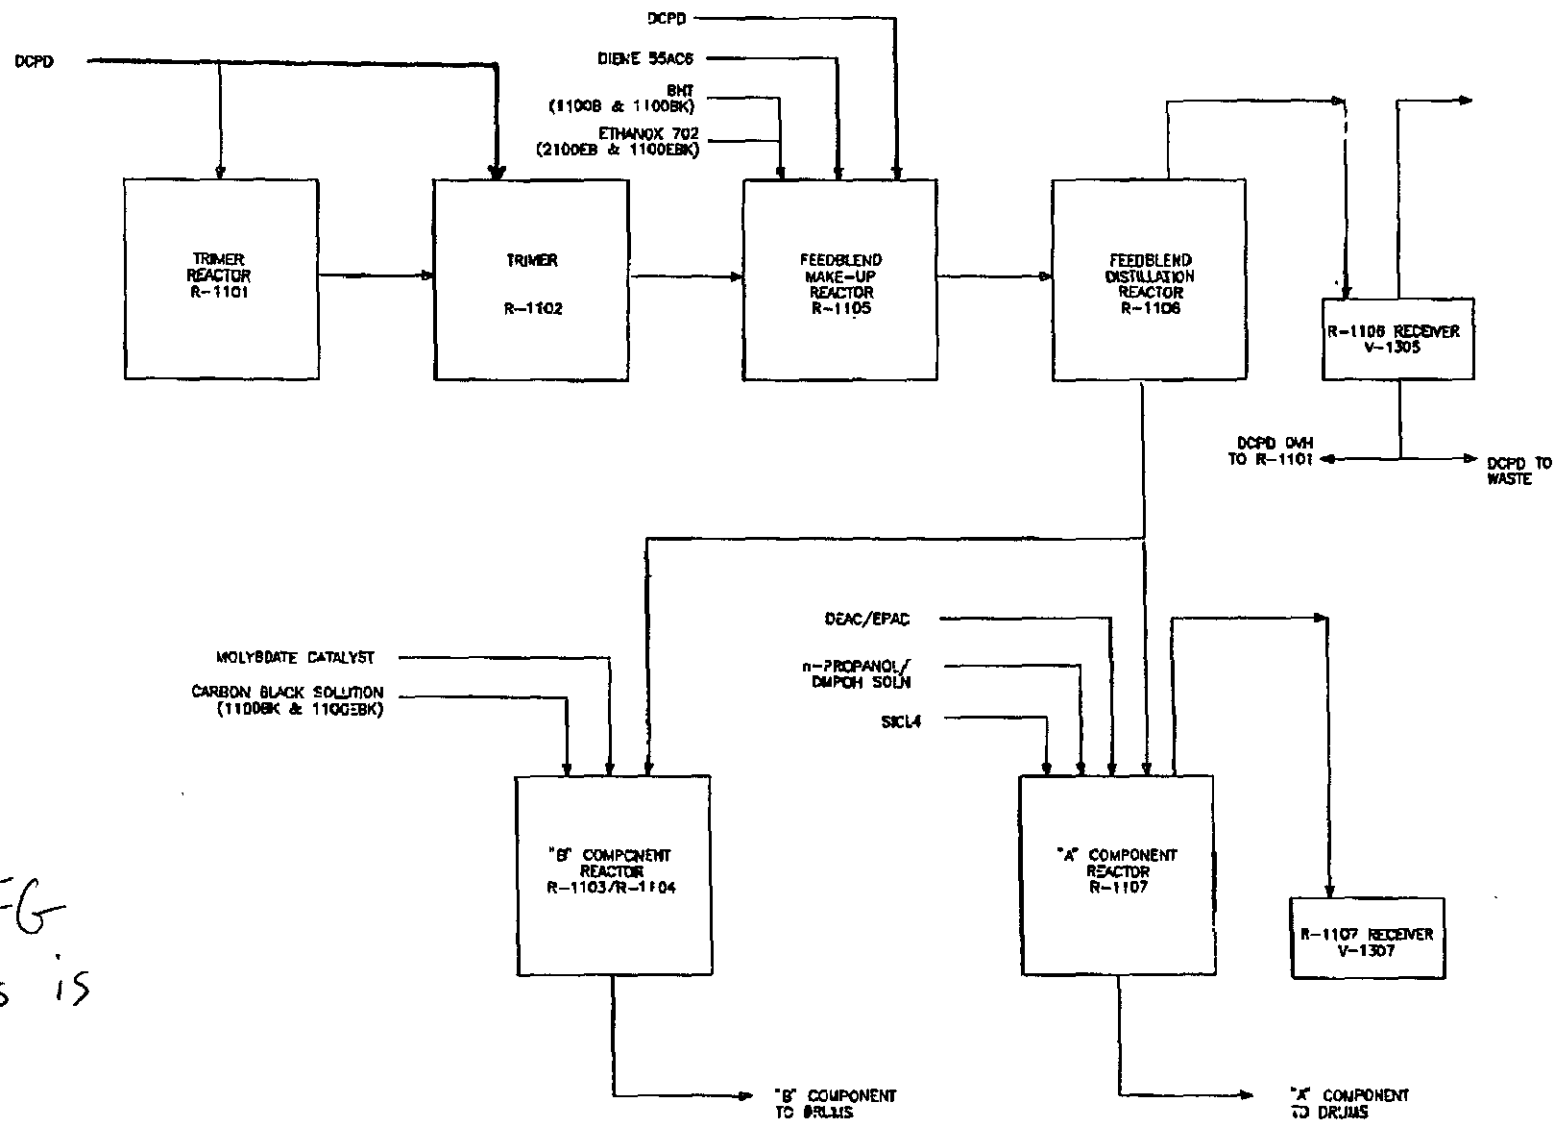 DCPD
DCPD
DIENE 55AC6
BHT
(1100B & 1100BK)
ETHANOX 702
(2100EB & 1100EBK)
TRIMER
REACTOR
R-1101
TRIMER
R-1102
FEEDBLEND
MAKE-UP
REACTOR
R-1105
FEEDBLEND
DISTILLATION
REACTOR
R-1106
R-1106 RECEIVER
V-1305
DCPD OVH
TO R-1101
DCPD TO
WASTE
MOLYBDATE CATALYST
CARBON BLACK SOLUTION
(1100BK & 1100EBK)
DEAC/EPAC
n-PROPANOL/
DMPOH SOLN
SICL4
"B" COMPONENT
REACTOR
R-1103/R-1104
"A" COMPONENT
REACTOR
R-1107
R-1107 RECEIVER
V-1307
is
"B" COMPONENT
TO DRUMS
"A" COMPONENT
TO DRUMS